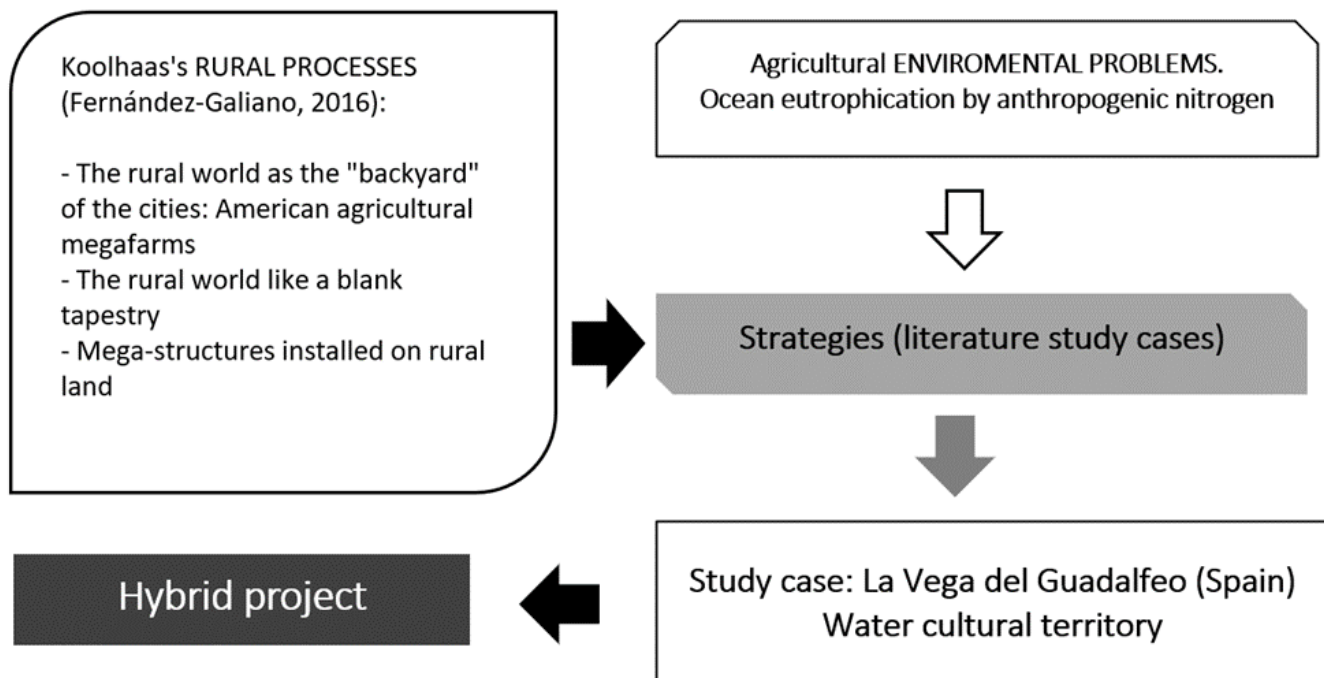 Koolhaas's RURAL PROCESSES
(Fernández-Galiano, 2016):
- The rural world as the "backyard"
of the cities: American agricultural
megafarms
- The rural world like a blank
tapestry
- Mega-structures installed on rural
land
Agricultural ENVIROMENTAL PROBLEMS.
Ocean eutrophication by anthropogenic nitrogen
Strategies (literature study cases)
Study case: La Vega del Guadalfeo (Spain)
Water cultural territory
Hybrid project